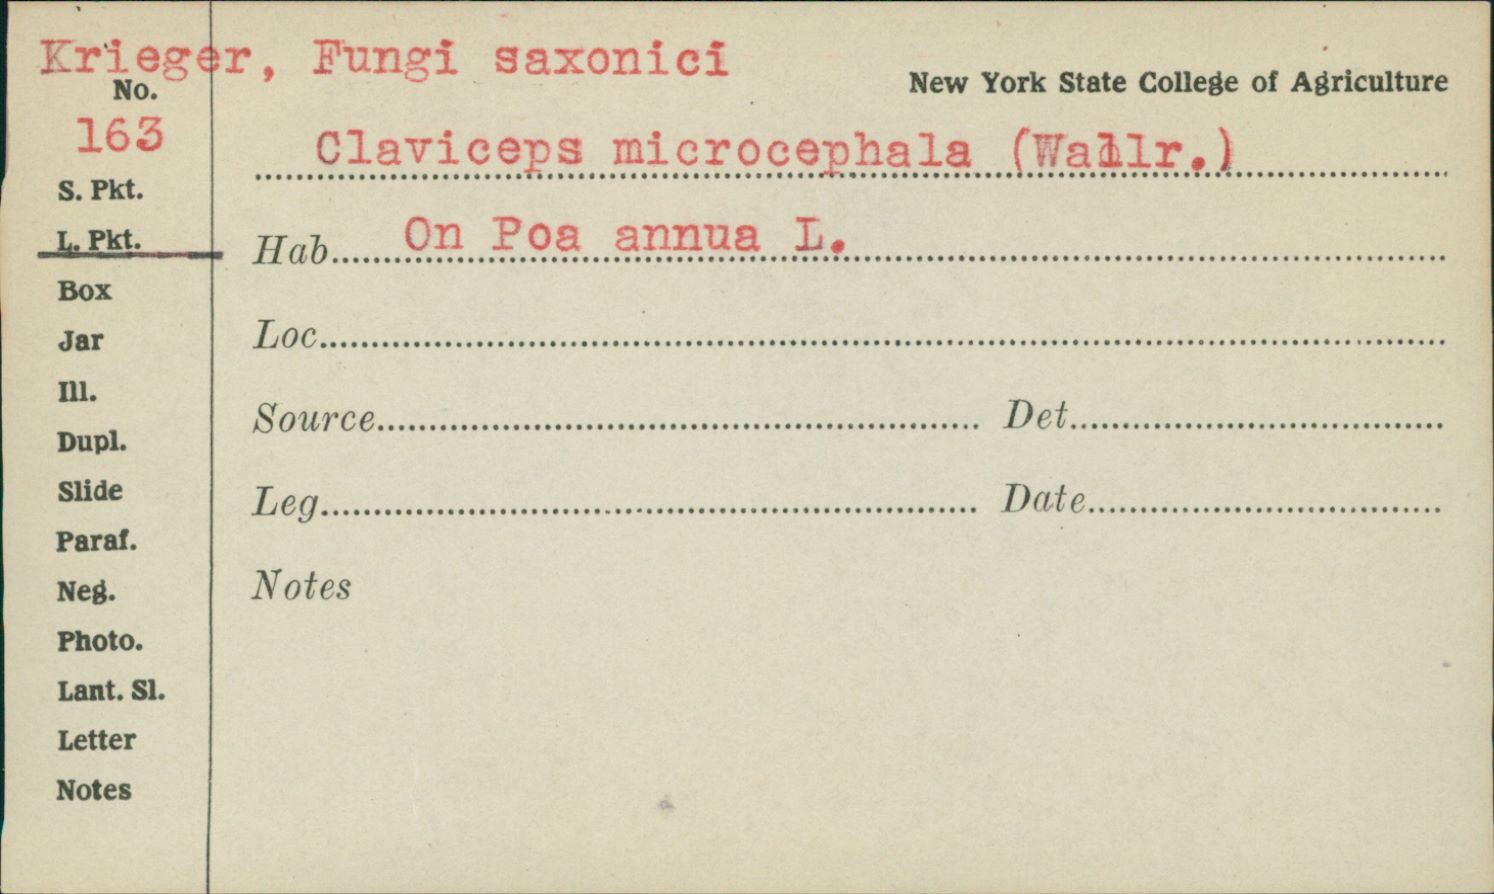 Krieger, Fungi saxonici
No.
New York State College of Agriculture
163
Claviceps microcephala (Wallr.)
S. Pkt.
L. Pkt.
Hab. On Poa annua L.
Box
Loc.
Jar
Ill.
Source Det.
Dupl.
Slide
Leg. Date
Paraf.
Neg.
Notes
Photo.
Lant. Sl.
Letter
Notes